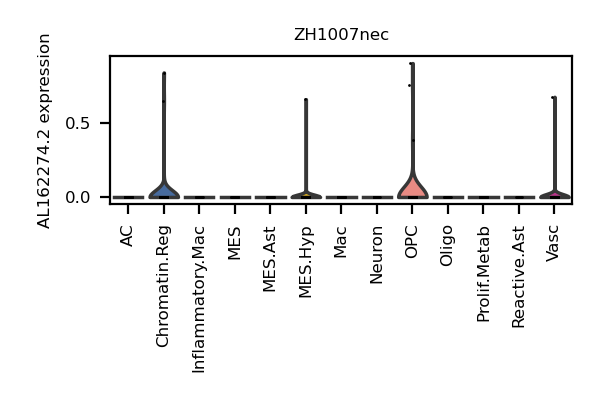 ZH1007nec
AL162274.2 expression
0.5
0.0
AC
Chromatin.Reg
Inflammatory.Mac
MES
MES.Ast
MES.Hyp
Mac
Neuron
OPC
Oligo
Prolif.Metab
Reactive.Ast
Vasc